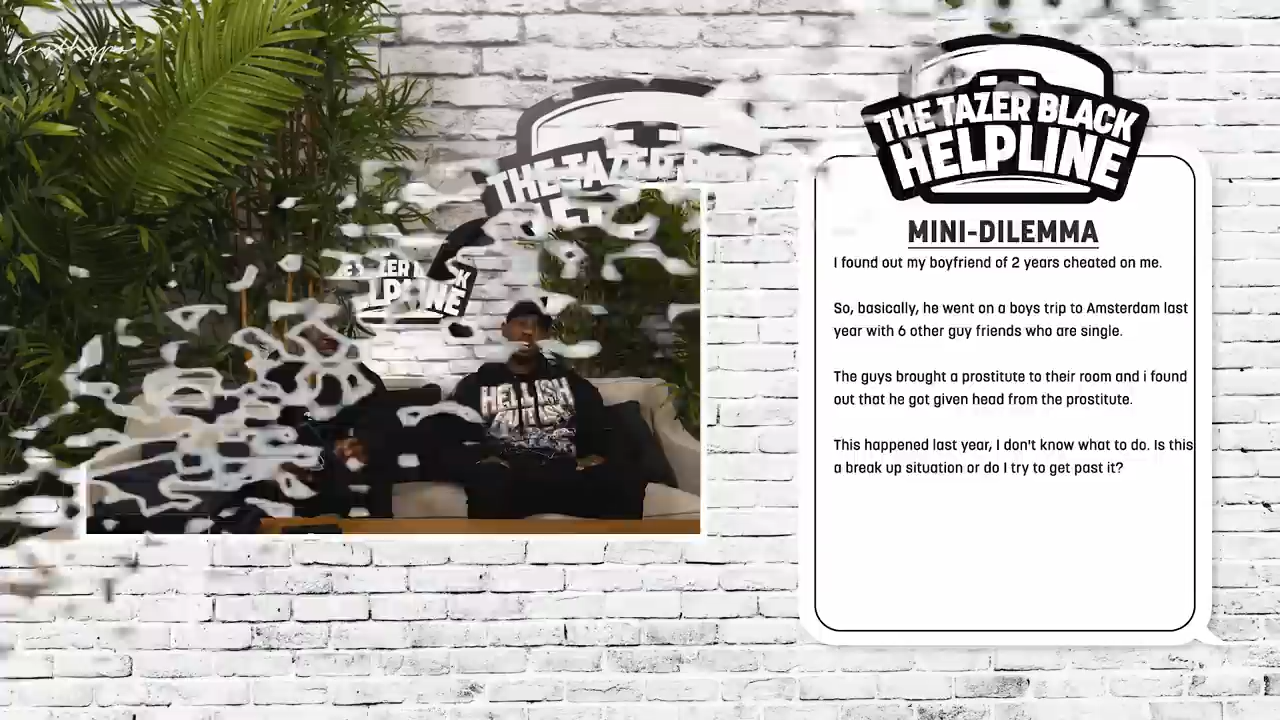 justhype
THE TAZER BLACK
HELPLINE
MINI-DILEMMA
I found out my boyfriend of 2 years cheated on me.
So, basically, he went on a boys trip to Amsterdam last
year with 6 other guy friends who are single.
The guys brought a prostitute to their room and i found
out that he got given head from the prostitute.
This happened last year, I don't know what to do. Is this
a break up situation or do I try to get past it?
THE TAZER
HELLISH